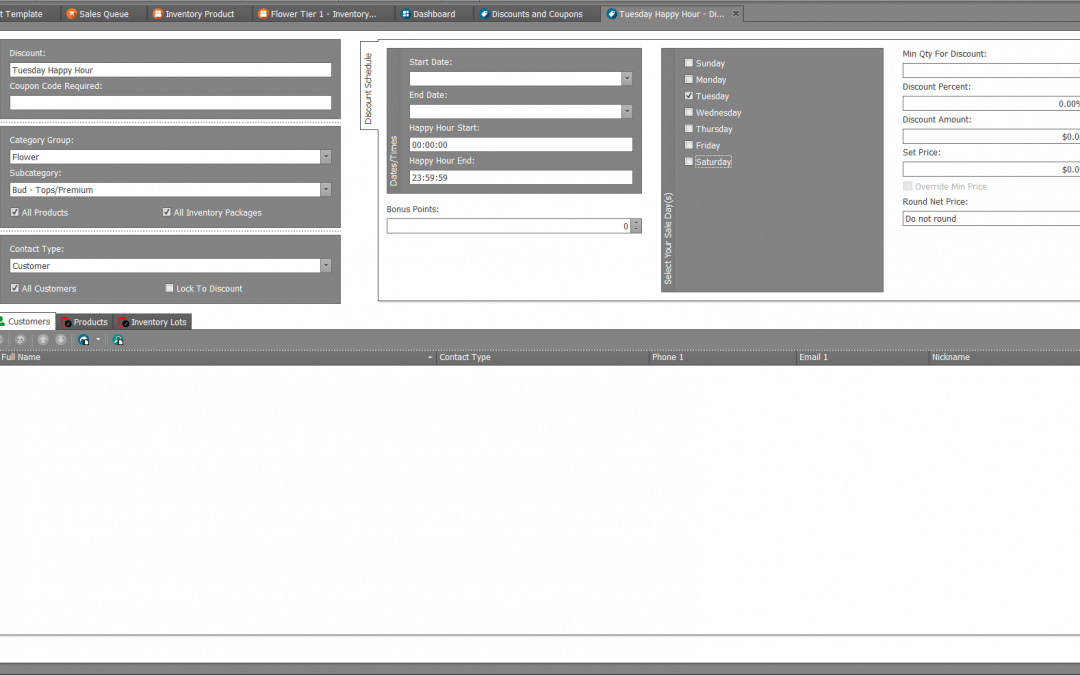 t Template
Sales Queue
Inventory Product
Flower Tier 1 - Inventory...
Dashboard
Discounts and Coupons
Tuesday Happy Hour - Di...
Discount:
Tuesday Happy Hour
Coupon Code Required:
Category Group:
Flower
Subcategory:
Bud - Tops/Premium
All Products
All Inventory Packages
Contact Type:
Customer
All Customers
Lock To Discount
Discount Schedule
Dates/Times
Start Date:
End Date:
Happy Hour Start:
00:00:00
Happy Hour End:
23:59:59
Bonus Points:
0
Select Your Sale Day(s)
Sunday
Monday
Tuesday
Wednesday
Thursday
Friday
Saturday
Min Qty For Discount:
Discount Percent:
0.00%
Discount Amount:
$0.0
Set Price:
$0.0
Override Min Price
Round Net Price:
Do not round
Customers
Products
Inventory Lots
Full Name
Contact Type
Phone 1
Email 1
Nickname